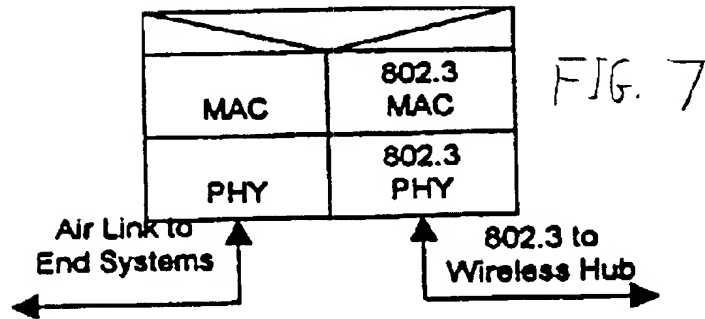 MAC
802.3
MAC
FIG. 7
PHY
802.3
PHY
Air Link to
End Systems
802.3 to
Wireless Hub